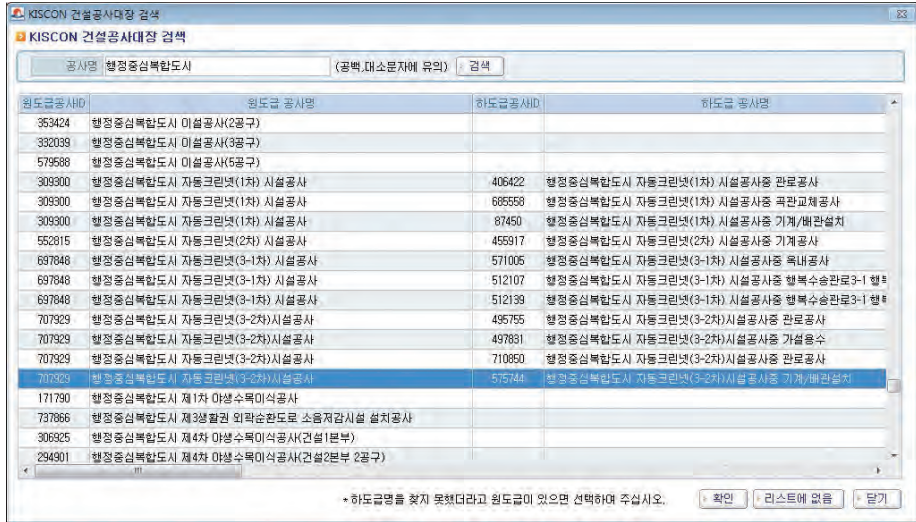 KISCON 건설공사대장 검색
KISCON 건설공사대장 검색
공사명 행정중심복합도시 (공백,대소문자에 유의) 검색
원도급공사ID 원도급 공사명 하도급공사ID 하도급 공사명
353424 행정중심복합도시 이설공사(2공구)
332039 행정중심복합도시 이설공사(3공구)
579588 행정중심복합도시 이설공사(5공구)
309300 행정중심복합도시 자동크린넷(1차) 시설공사 406422 행정중심복합도시 자동크린넷(1차) 시설공사중 관로공사
309300 행정중심복합도시 자동크린넷(1차) 시설공사 685558 행정중심복합도시 자동크린넷(1차) 시설공사중 곡관교체공사
309300 행정중심복합도시 자동크린넷(1차) 시설공사 87450 행정중심복합도시 자동크린넷(1차) 시설공사중 기계/배관설치
552815 행정중심복합도시 자동크린넷(2차) 시설공사 455917 행정중심복합도시 자동크린넷(2차) 시설공사중 기계공사
697848 행정중심복합도시 자동크린넷(3-1차) 시설공사 571005 행정중심복합도시 자동크린넷(3-1차) 시설공사중 옥내공사
697848 행정중심복합도시 자동크린넷(3-1차) 시설공사 512107 행정중심복합도시 자동크린넷(3-1차) 시설공사중 행복수송관로3-1 행
697848 행정중심복합도시 자동크린넷(3-1차) 시설공사 512139 행정중심복합도시 자동크린넷(3-1차) 시설공사중 행복수송관로3-1 행
707929 행정중심복합도시 자동크린넷(3-2차)시설공사 495755 행정중심복합도시 자동크린넷(3-2차)시설공사중 관로공사
707929 행정중심복합도시 자동크린넷(3-2차)시설공사 497831 행정중심복합도시 자동크린넷(3-2차)시설공사중 가설용수
707929 행정중심복합도시 자동크린넷(3-2차)시설공사 710850 행정중심복합도시 자동크린넷(3-2차)시설공사중 관로공사
707929 행정중심복합도시 자동크린넷(3-2차)시설공사 575744 행정중심복합도시 자동크린넷(3-2차)시설공사중 기계/배관설치
171790 행정중심복합도시 제1차 야생수목이식공사
737866 행정중심복합도시 제3생활권 외곽순환도로 소음저감시설 설치공사
306925 행정중심복합도시 제4차 야생수목이식공사(건설1본부)
294901 행정중심복합도시 제4차 야생수목이식공사(건설2본부 2공구)
*하도급명을 찾지 못했더라고 원도급이 있으면 선택하여 주십시오. 확인 리스트에 없음 닫기